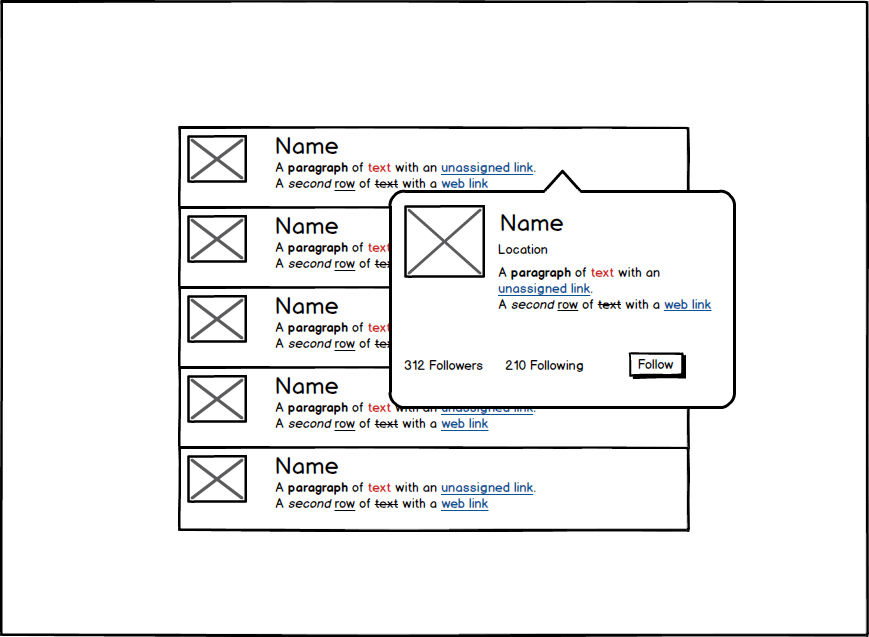 Name
A paragraph of text with an unassigned link.
A second row of text with a web link
Name
A paragraph of text
A second row of
Name
A paragraph of text
A second row of
Name
A paragraph of text with an unassigned link.
A second row of text with a web link
Name
A paragraph of text with an unassigned link.
A second row of text with a web link
Name
Location
A paragraph of text with an
unassigned link.
A second row of text with a web link
312 Followers 210 Following Follow